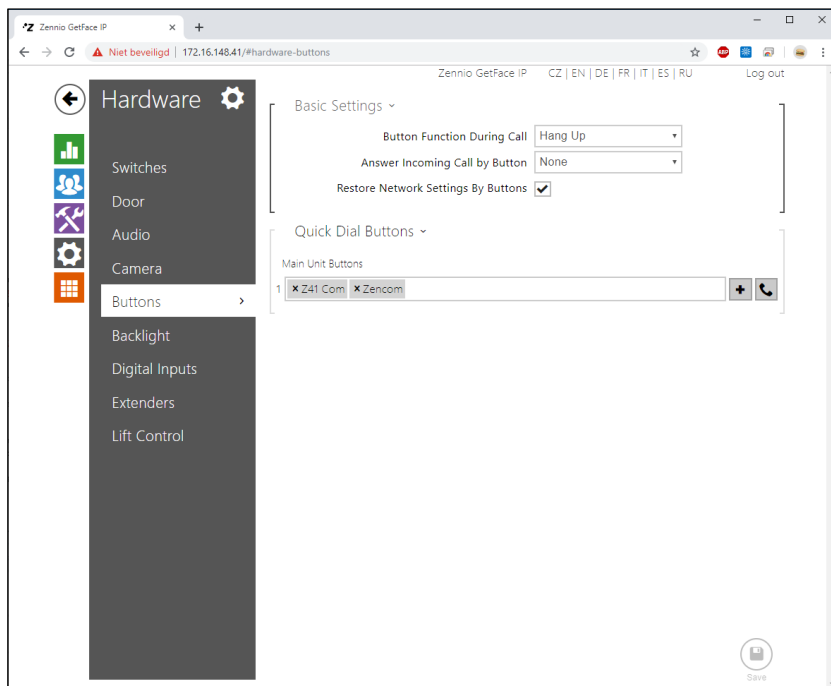 Zennio GetFace IP
Niet beveiligd | 172.16.148.41/#hardware-buttons
ABP
Zennio GetFace IP CZ | EN | DE | FR | IT | ES | RU Log out
Hardware
Switches
Door
Audio
Camera
Buttons
Backlight
Digital Inputs
Extenders
Lift Control
Basic Settings
Button Function During Call Hang Up
Answer Incoming Call by Button None
Restore Network Settings By Buttons
Quick Dial Buttons
Main Unit Buttons
1 × Z41 Com × Zencom
Save